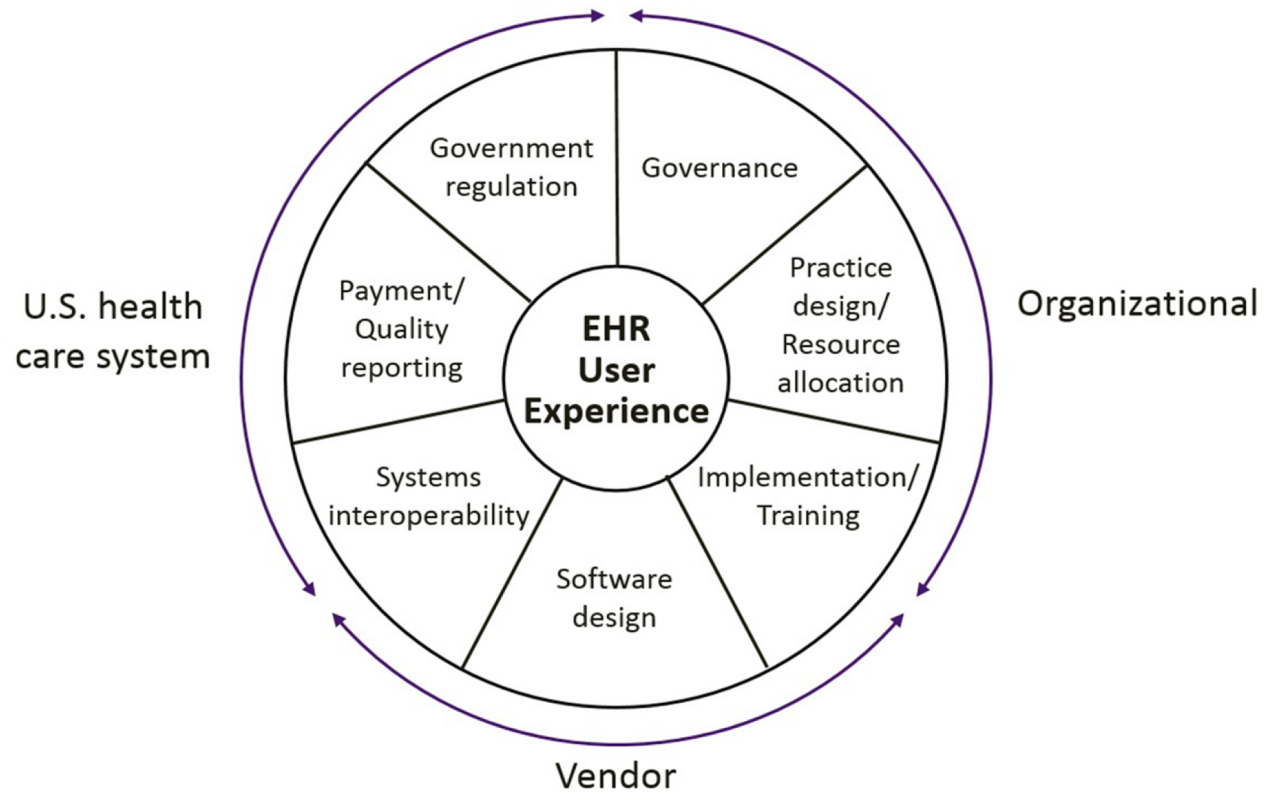 Government
regulation
Governance
Payment/
Quality
reporting
EHR
User
Experience
Practice
design/
Resource
allocation
U.S. health
care system
Organizational
Systems
interoperability
Implementation/
Training
Software
design
Vendor